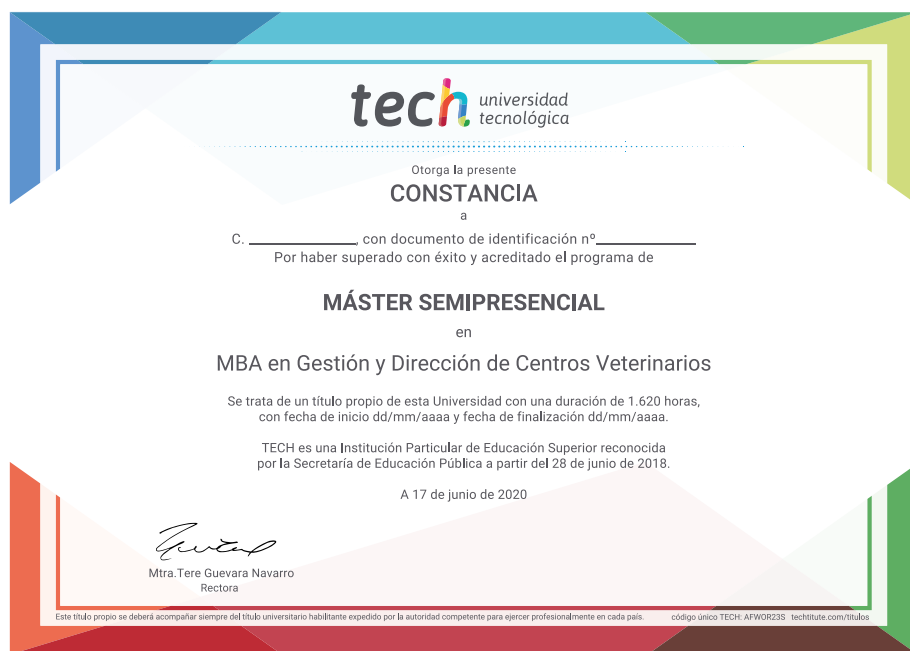 tech universidad
tecnológica
Otorga la presente
CONSTANCIA
a
C. ____________, con documento de identificación nº____________
Por haber superado con éxito y acreditado el programa de
MÁSTER SEMIPRESENCIAL
en
MBA en Gestión y Dirección de Centros Veterinarios
Se trata de un título propio de esta Universidad con una duración de 1.620 horas,
con fecha de inicio dd/mm/aaaa y fecha de finalización dd/mm/aaaa.
TECH es una Institución Particular de Educación Superior reconocida
por la Secretaría de Educación Pública a partir del 28 de junio de 2018.
A 17 de junio de 2020
Mtra.Tere Guevara Navarro
Rectora
Este título propio se deberá acompañar siempre del título universitario habilitante expedido por la autoridad competente para ejercer profesionalmente en cada país. código único TECH: AFWOR23S techtitute.com/titulos